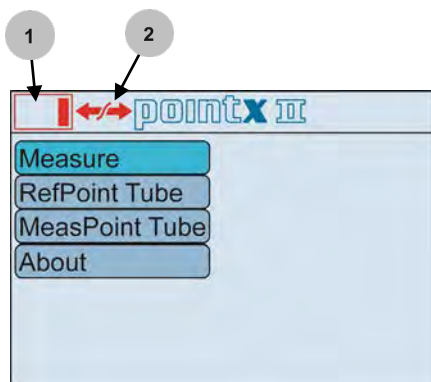 1 2
pointx II
Measure
RefPoint Tube
MeasPoint Tube
About